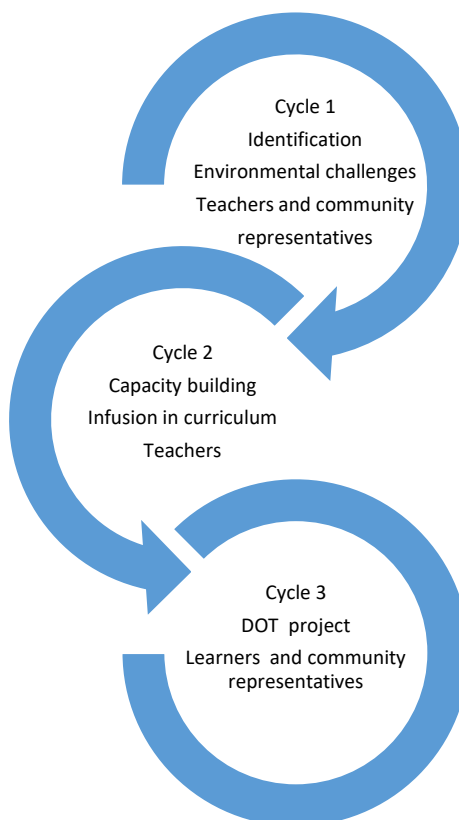 Cycle 1
Identification
Environmental challenges
Teachers and community
representatives
Cycle 2
Capacity building
Infusion in curriculum
Teachers
Cycle 3
DOT  project
Learners  and community
representatives